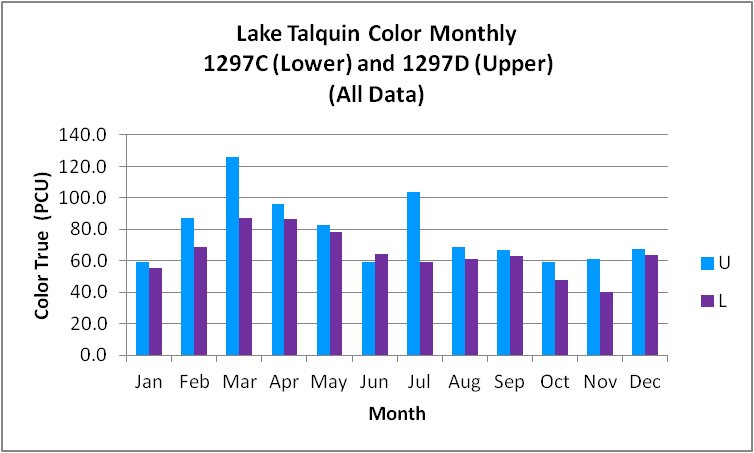 Lake Talquin Color Monthly
1297C (Lower) and 1297D (Upper)
(All Data)
Color True (PCU)
140.0
120.0
100.0
80.0
60.0
40.0
20.0
0.0
Jan Feb Mar Apr May Jun Jul Aug Sep Oct Nov Dec
Month
U
L